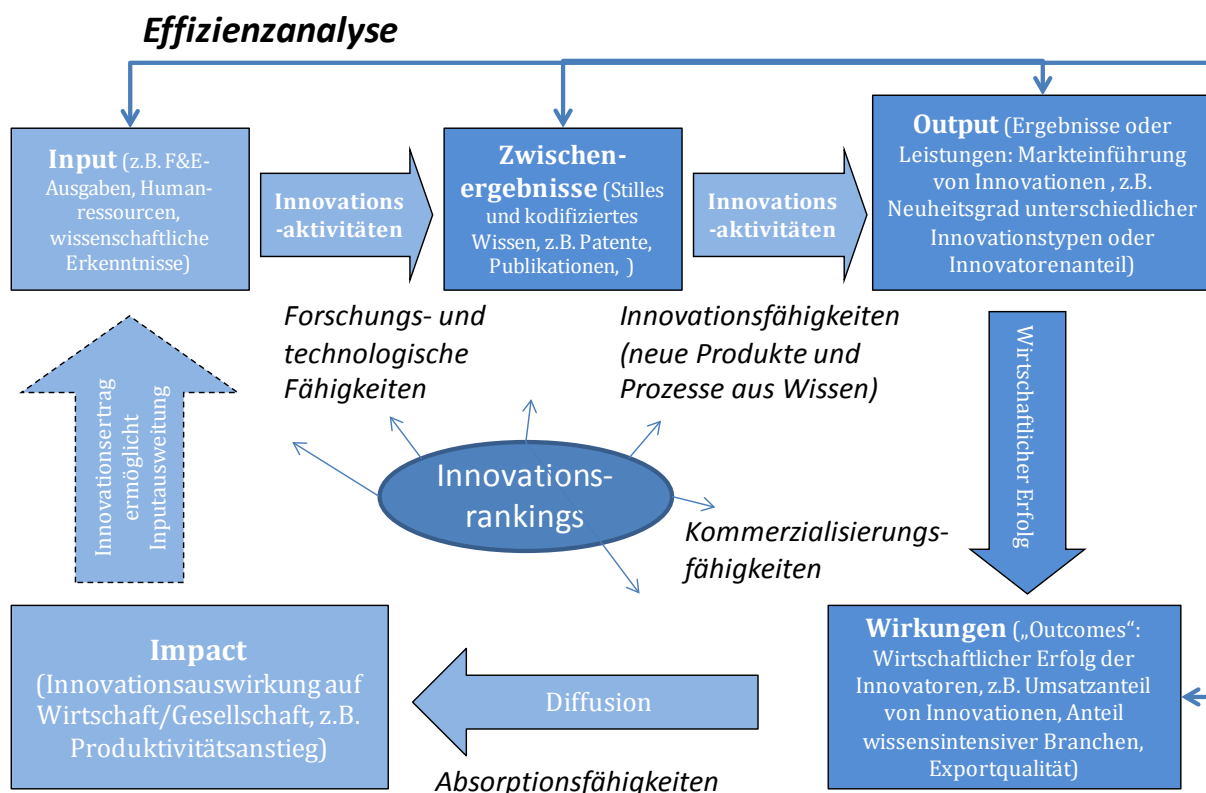 Effizienzanalyse
Input (z.B. F&E-
Ausgaben, Human-
ressourcen,
wissenschaftliche
Erkenntnisse)
Innovations
-aktivitäten
Zwischen-
ergebnisse (Stilles
und kodifiziertes
Wissen, z.B. Patente,
Publikationen, )
Innovations
-aktivitäten
Output (Ergebnisse oder
Leistungen: Markteinführung
von Innovationen , z.B.
Neuheitsgrad unterschiedlicher
Innovationstypen oder
Innovatorenanteil)
Forschungs- und
technologische
Fähigkeiten
Innovationsfähigkeiten
(neue Produkte und
Prozesse aus Wissen)
Innovationsertrag
ermöglicht
Inputausweitung
Innovations-
rankings
Wirtschaftlicher Erfolg
Kommerzialisierungs-
fähigkeiten
Impact
(Innovationsauswirkung auf
Wirtschaft/Gesellschaft, z.B.
Produktivitätsanstieg)
Diffusion
Absorptionsfähigkeiten
Wirkungen („Outcomes“:
Wirtschaftlicher Erfolg der
Innovatoren, z.B. Umsatzanteil
von Innovationen, Anteil
wissensintensiver Branchen,
Exportqualität)